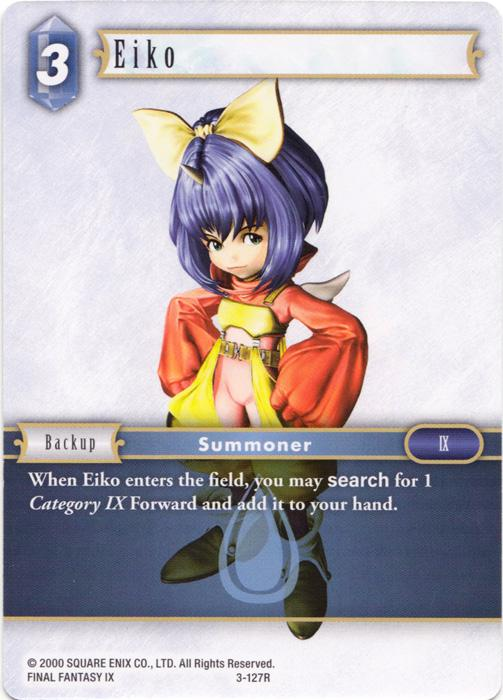 3
Eiko
Backup
Summoner
IX
When Eiko enters the field, you may search for 1
Category IX Forward and add it to your hand.
© 2000 SQUARE ENIX CO., LTD. All Rights Reserved.
FINAL FANTASY IX
3-127R